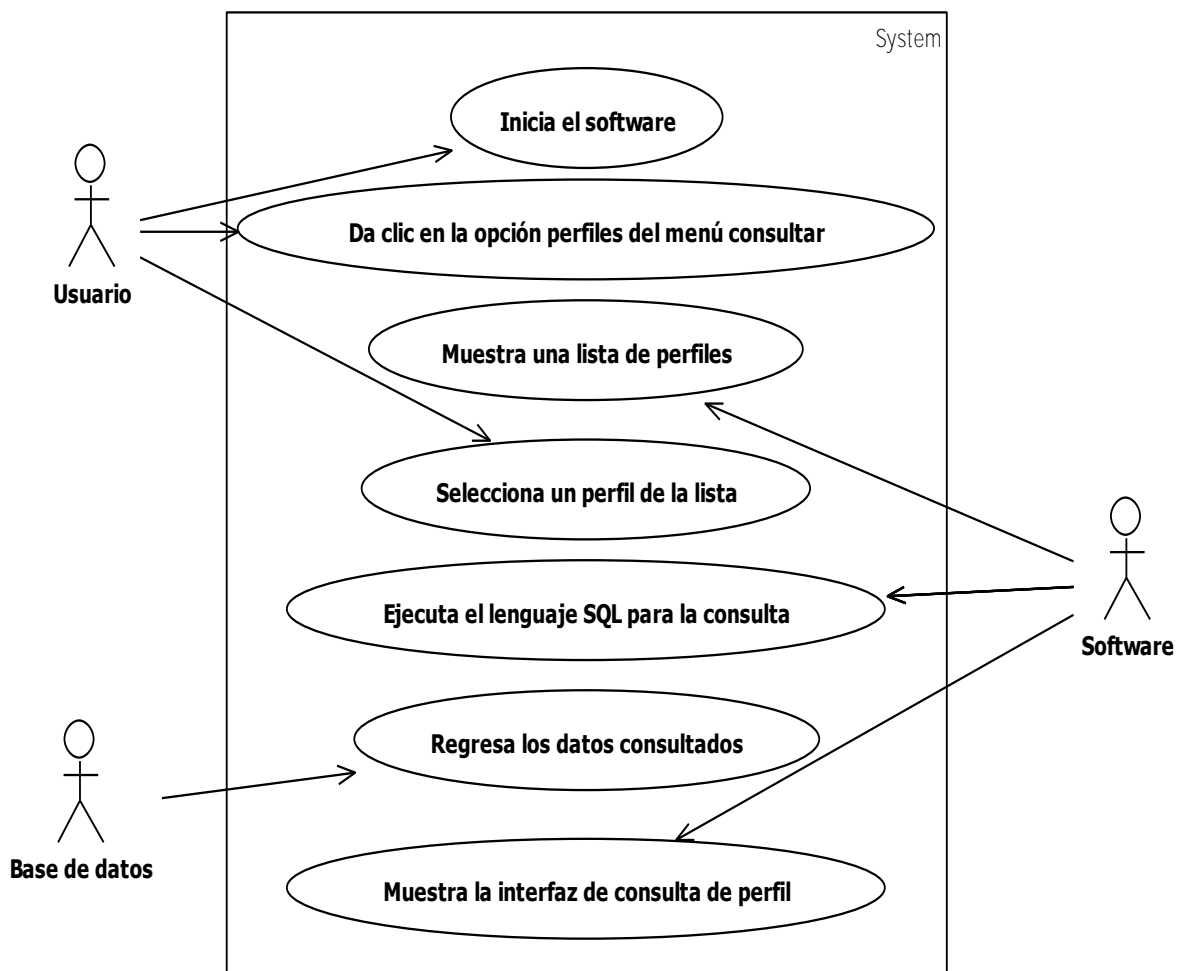 System
Inicia el software
Da clic en la opción perfiles del menú consultar
Usuario
Muestra una lista de perfiles
Selecciona un perfil de la lista
Ejecuta el lenguaje SQL para la consulta
Software
Regresa los datos consultados
Base de datos
Muestra la interfaz de consulta de perfil